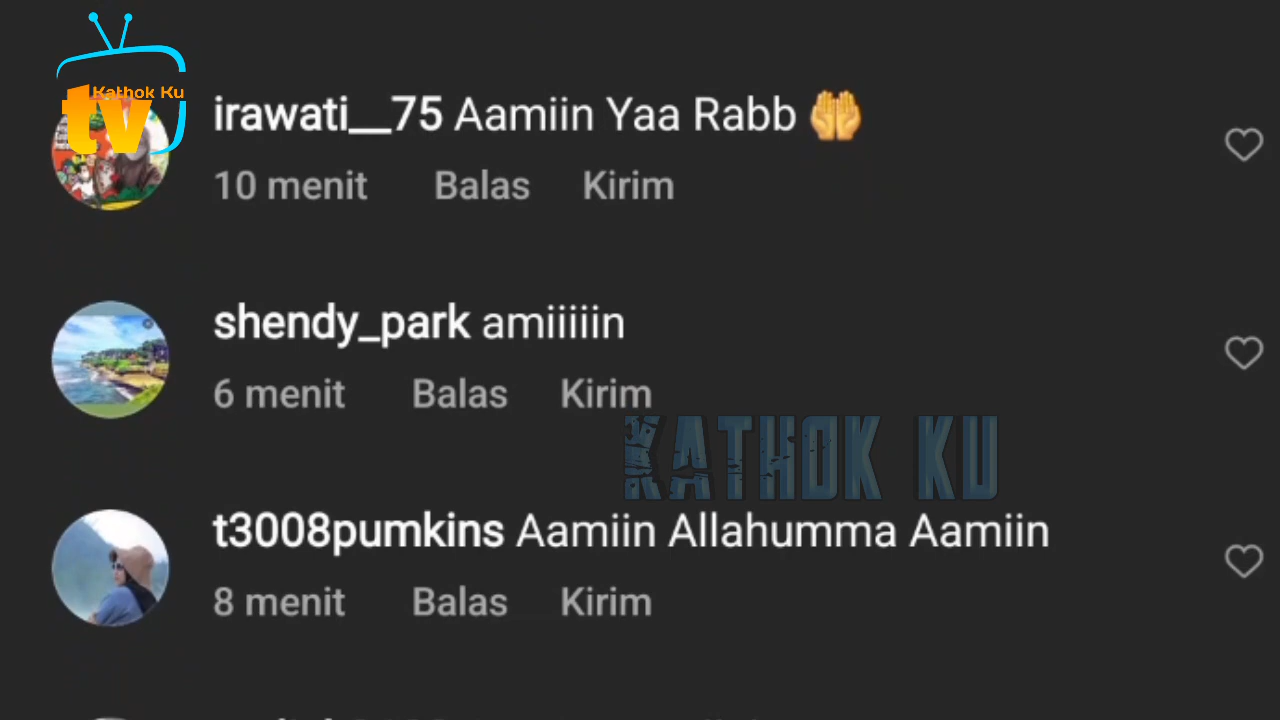 Kathok Ku
tv
irawati__75 Aamiin Yaa Rabb 🤲
10 menit Balas Kirim
shendy_park amiiiiin
6 menit Balas Kirim
KATHOK KU
t3008pumkins Aamiin Allahumma Aamiin
8 menit Balas Kirim